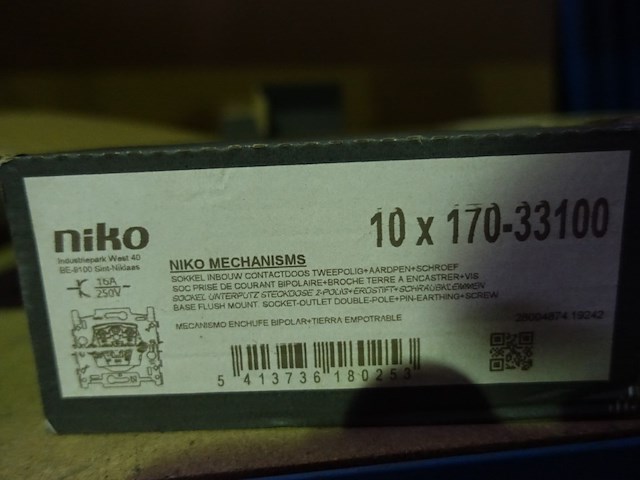 niko
10 x 170-33100
Industriepark West 40
BE-9100 Sint-Niklaas
16A
250V~
NIKO MECHANISMS
SOKKEL INBOUW CONTACTDOOS TWEEPOLIG+AARDPEN+SCHROEF
SOC PRISE DE COURANT BIPOLAIRE+BROCHE TERRE A ENCASTRER+VIS
SOCKEL UNTERPUTZ STECKDOSE 2-POLIG+ERDSTIFT+SCHRAUBKLEMMEN
BASE FLUSH MOUNT. SOCKET-OUTLET DOUBLE-POLE+PIN-EARTHING+SCREW
MECANISMO ENCHUFE BIPOLAR+TIERRA EMPOTRABLE
28094874.19242
5 413736 180253